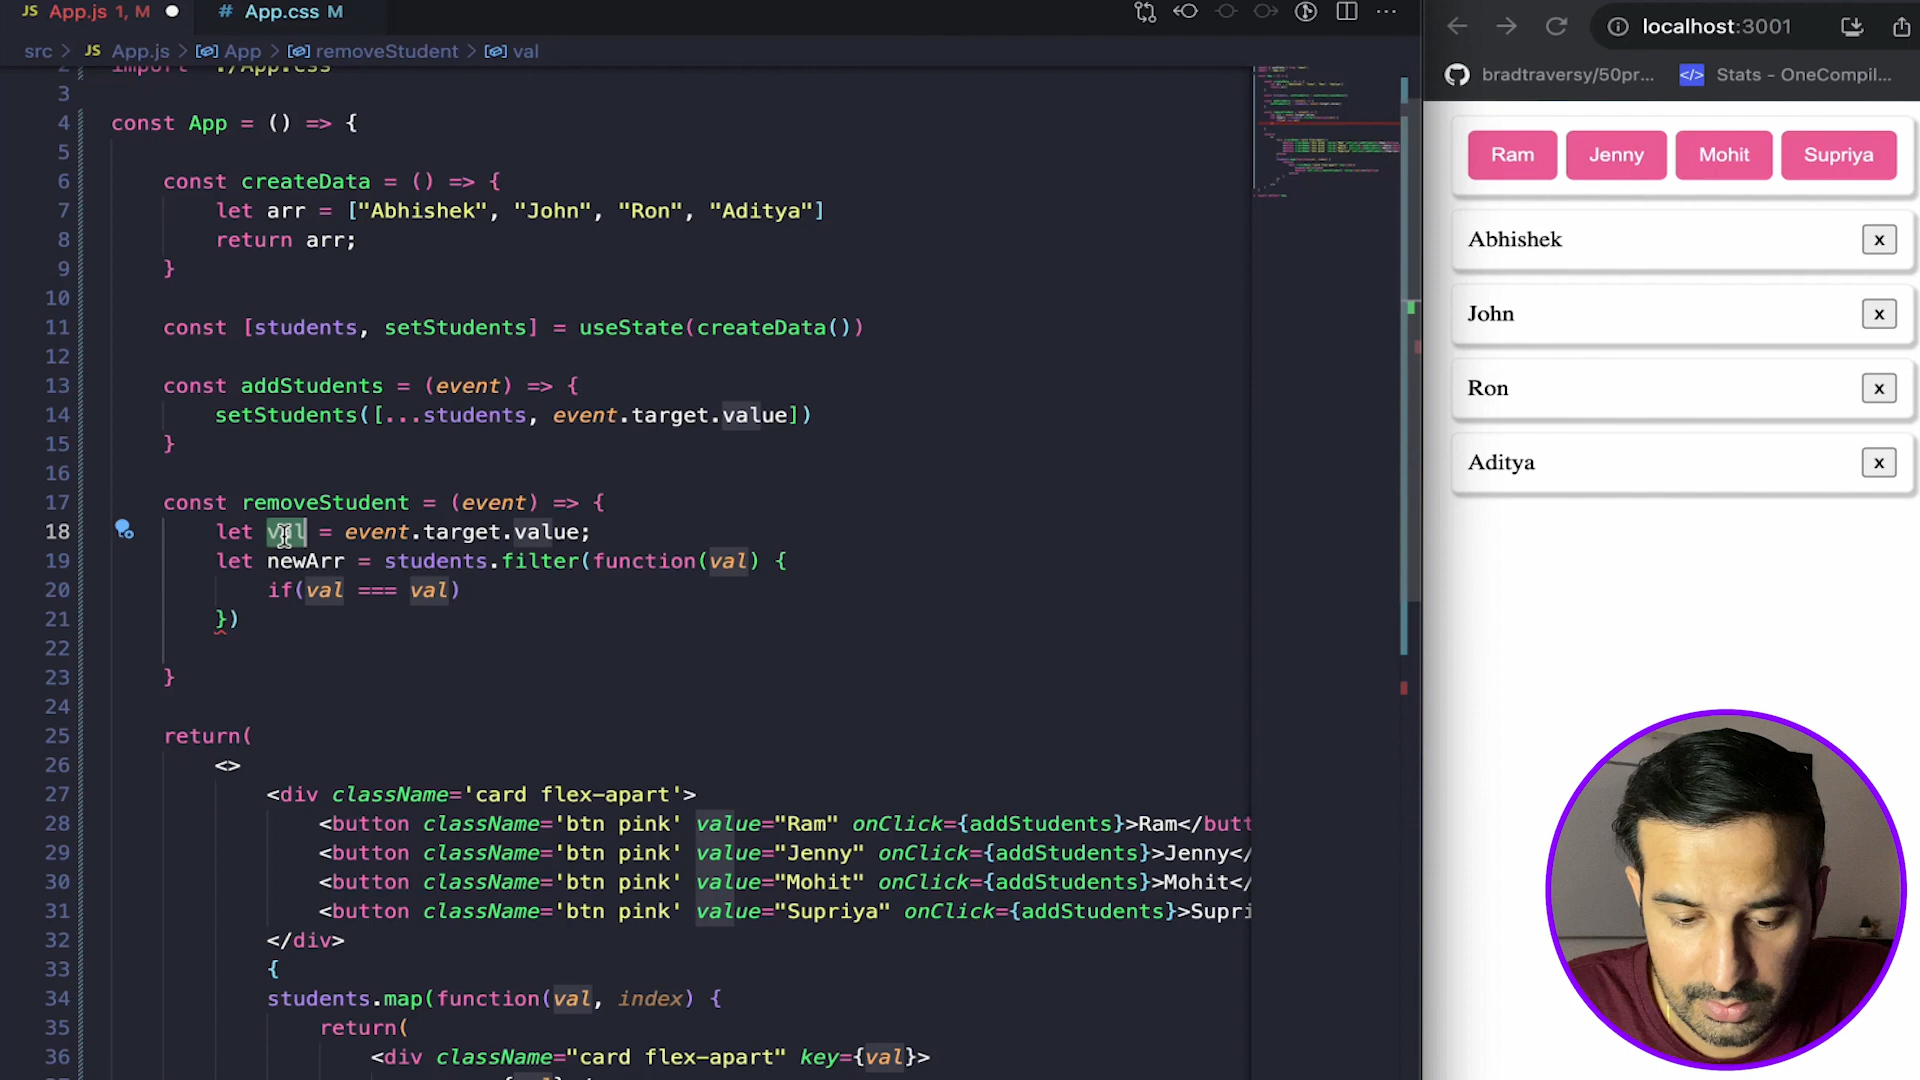 JS App.js 1, M
# App.css M
src > JS App.js > App > removeStudent > val
localhost:3001
bradtraversy/50pr...
</> Stats - OneCompil...
3
4 const App = () => {
5
6 const createData = () => {
7 let arr = ["Abhishek", "John", "Ron", "Aditya"]
8 return arr;
9 }
10
11 const [students, setStudents] = useState(createData())
12
13 const addStudents = (event) => {
14 setStudents([...students, event.target.value])
15 }
16
17 const removeStudent = (event) => {
18 let val = event.target.value;
19 let newArr = students.filter(function(val) {
20 if(val === val)
21 })
22
23 }
24
25 return(
26 <>
27 <div className='card flex-apart'>
28 <button className='btn pink' value="Ram" onClick={addStudents}>Ram</butt
29 <button className='btn pink' value="Jenny" onClick={addStudents}>Jenny</
30 <button className='btn pink' value="Mohit" onClick={addStudents}>Mohit</
31 <button className='btn pink' value="Supriya" onClick={addStudents}>Supri
32 </div>
33 {
34 students.map(function(val, index) {
35 return(
36 <div className="card flex-apart" key={val}>
Ram Jenny Mohit Supriya
Abhishek x
John x
Ron x
Aditya x